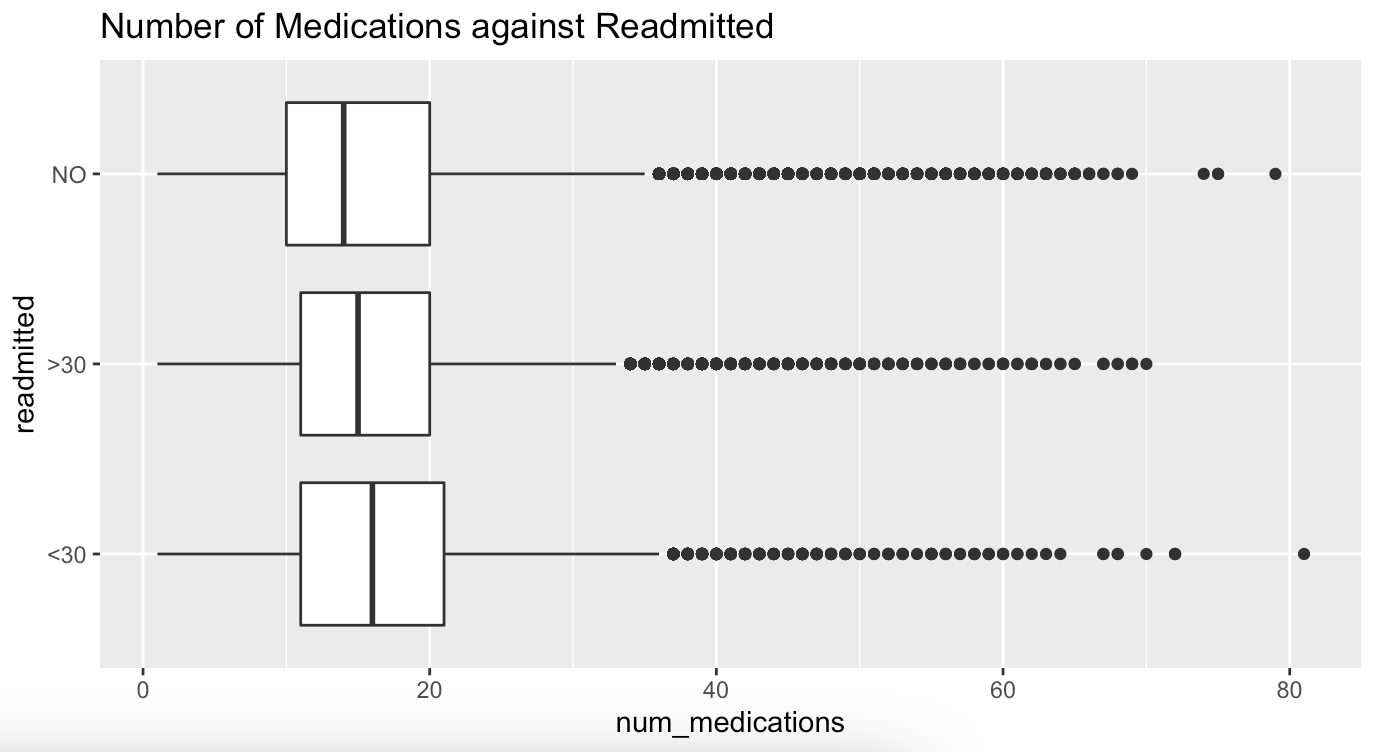 Number of Medications against Readmitted
readmitted
NO
>30
<30
0 20 40 60 80
num_medications